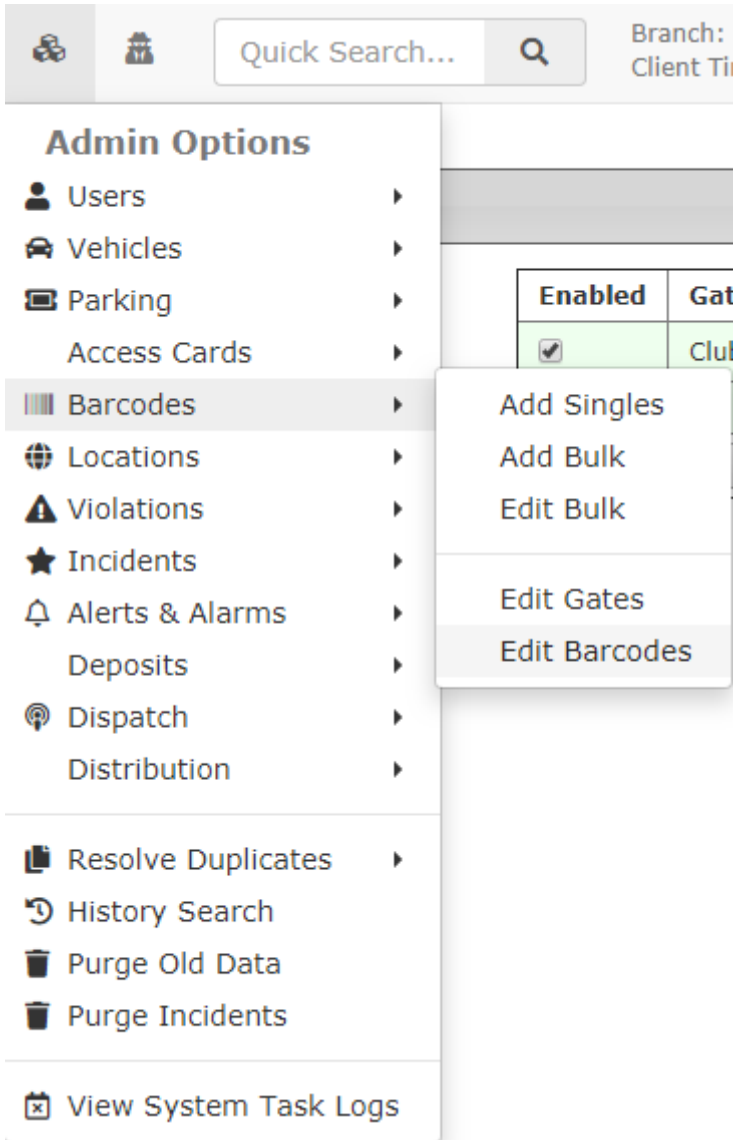 Quick Search...
Branch:
Client
Admin Options
Users
Vehicles
Parking
Access Cards
Barcodes
Locations
Violations
Incidents
Alerts & Alarms
Deposits
Dispatch
Distribution
Resolve Duplicates
History Search
Purge Old Data
Purge Incidents
View System Task Logs
Enabled
Add Singles
Add Bulk
Edit Bulk
Edit Gates
Edit Barcodes